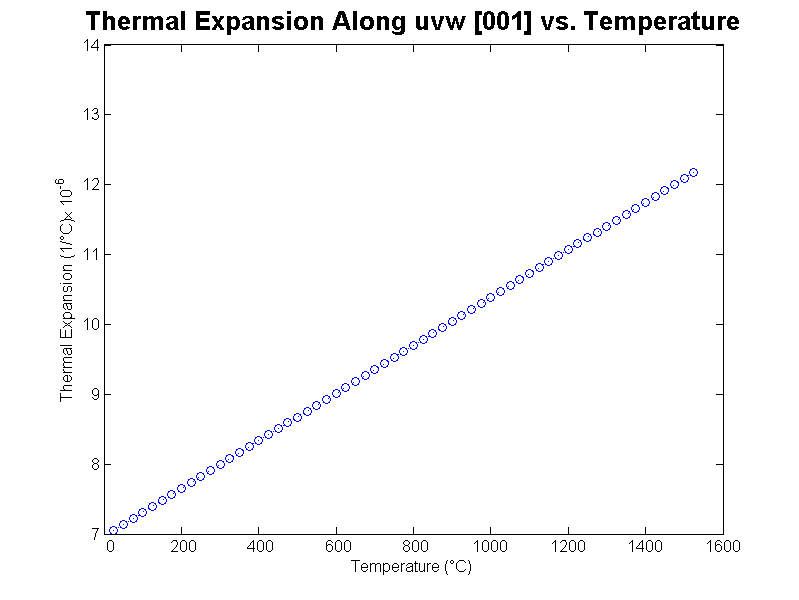 Thermal Expansion Along uvw [001] vs. Temperature
14
13
12
11
10
9
8
7
Thermal Expansion (1/°C)× 10-6
0 200 400 600 800 1000 1200 1400 1600
Temperature (°C)